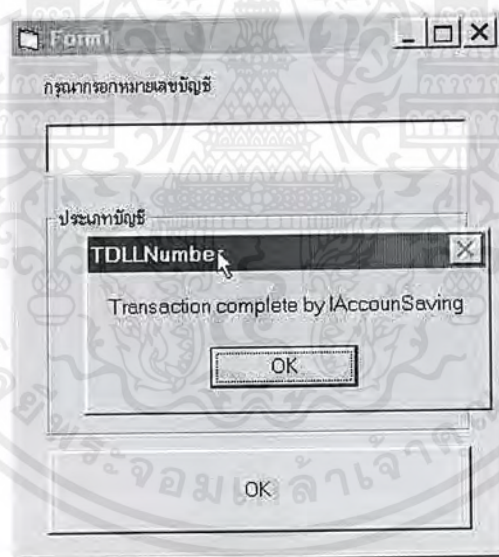 Form1
กรุณากรอกหมายเลขบัญชี
ประเภทบัญชี
TDLLNumber
Transaction complete by IAccounSaving
OK
OK